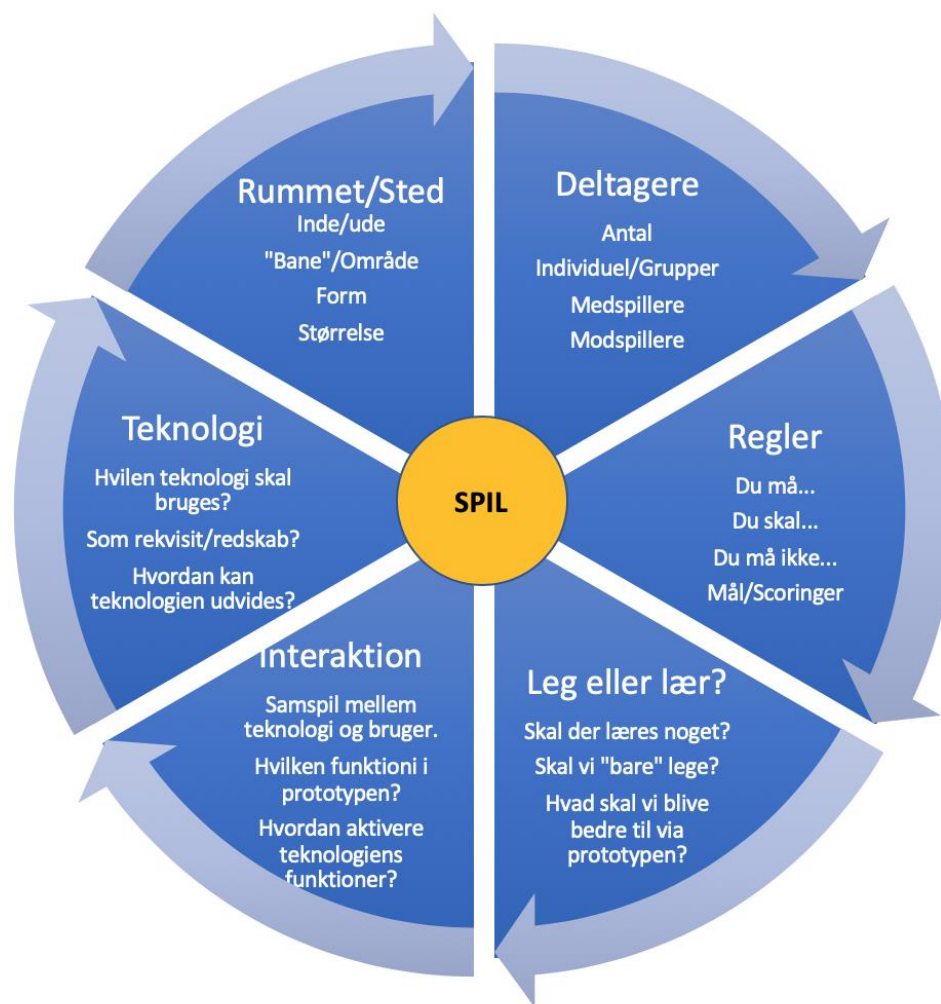 Rummet/Sted
Inde/ude
"Bane"/Område
Form
Størrelse
Deltagere
Antal
Individuel/Grupper
Medspillere
Modspillere
Regler
Du må...
Du skal...
Du må ikke...
Mål/Scoringer
Leg eller lær?
Skal der læres noget?
Skal vi "bare" lege?
Hvad skal vi blive
bedre til via
prototypen?
Interaktion
Samspil mellem
teknologi og bruger.
Hvilken funktioni i
prototypen?
Hvordan aktivere
teknologiens
funktioner?
Teknologi
Hvilen teknologi skal
bruges?
Som rekvisit/redskab?
Hvordan kan
teknologien udvides?
SPIL